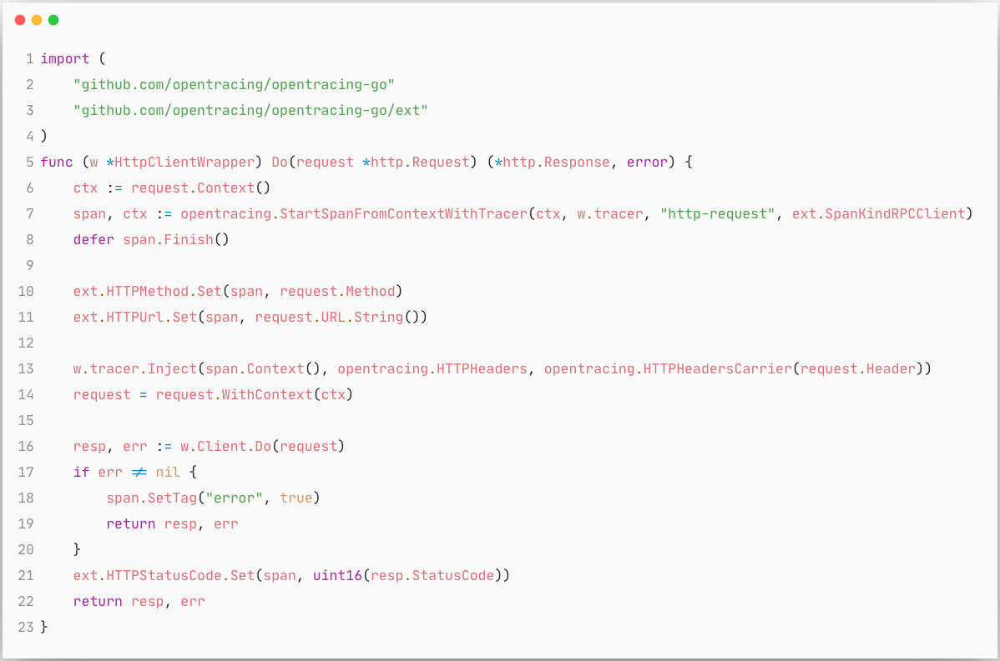 1 import (
2     "github.com/opentracing/opentracing-go"
3     "github.com/opentracing/opentracing-go/ext"
4 )
5 func (w *HttpClientWrapper) Do(request *http.Request) (*http.Response, error) {
6     ctx := request.Context()
7     span, ctx := opentracing.StartSpanFromContextWithTracer(ctx, w.tracer, "http-request", ext.SpanKindRPCClient)
8     defer span.Finish()
9
10     ext.HTTPMethod.Set(span, request.Method)
11     ext.HTTPUrl.Set(span, request.URL.String())
12
13     w.tracer.Inject(span.Context(), opentracing.HTTPHeaders, opentracing.HTTPHeadersCarrier(request.Header))
14     request = request.WithContext(ctx)
15
16     resp, err := w.Client.Do(request)
17     if err != nil {
18         span.SetTag("error", true)
19         return resp, err
20     }
21     ext.HTTPStatusCode.Set(span, uint16(resp.StatusCode))
22     return resp, err
23 }